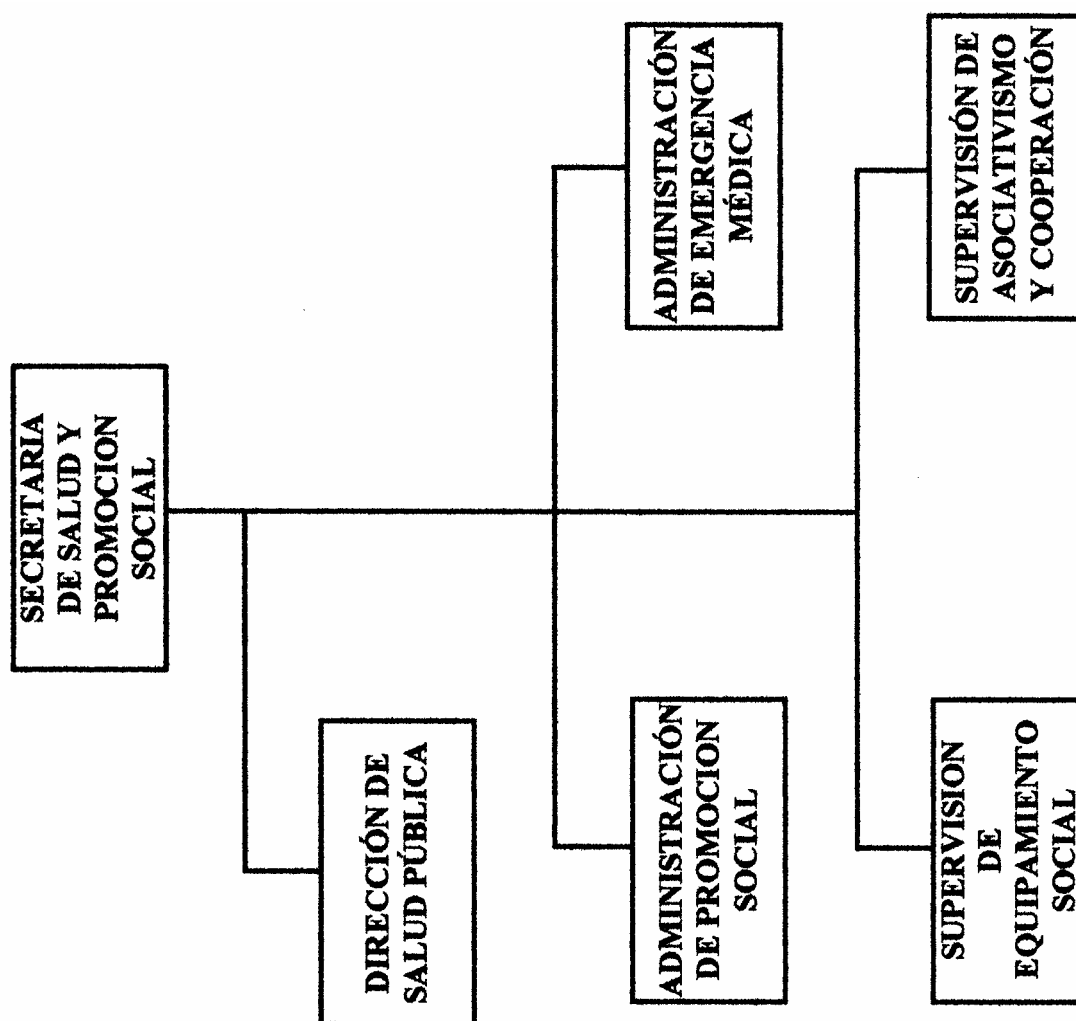 SECRETARIA
DE SALUD Y
PROMOCION
SOCIAL
DIRECCIÓN DE
SALUD PÚBLICA
ADMINISTRACIÓN
DE PROMOCION
SOCIAL
ADMINISTRACIÓN
DE EMERGENCIA
MÉDICA
SUPERVISION
DE
EQUIPAMIENTO
SOCIAL
SUPERVISIÓN DE
ASOCIATIVISMO
Y COOPERACIÓN